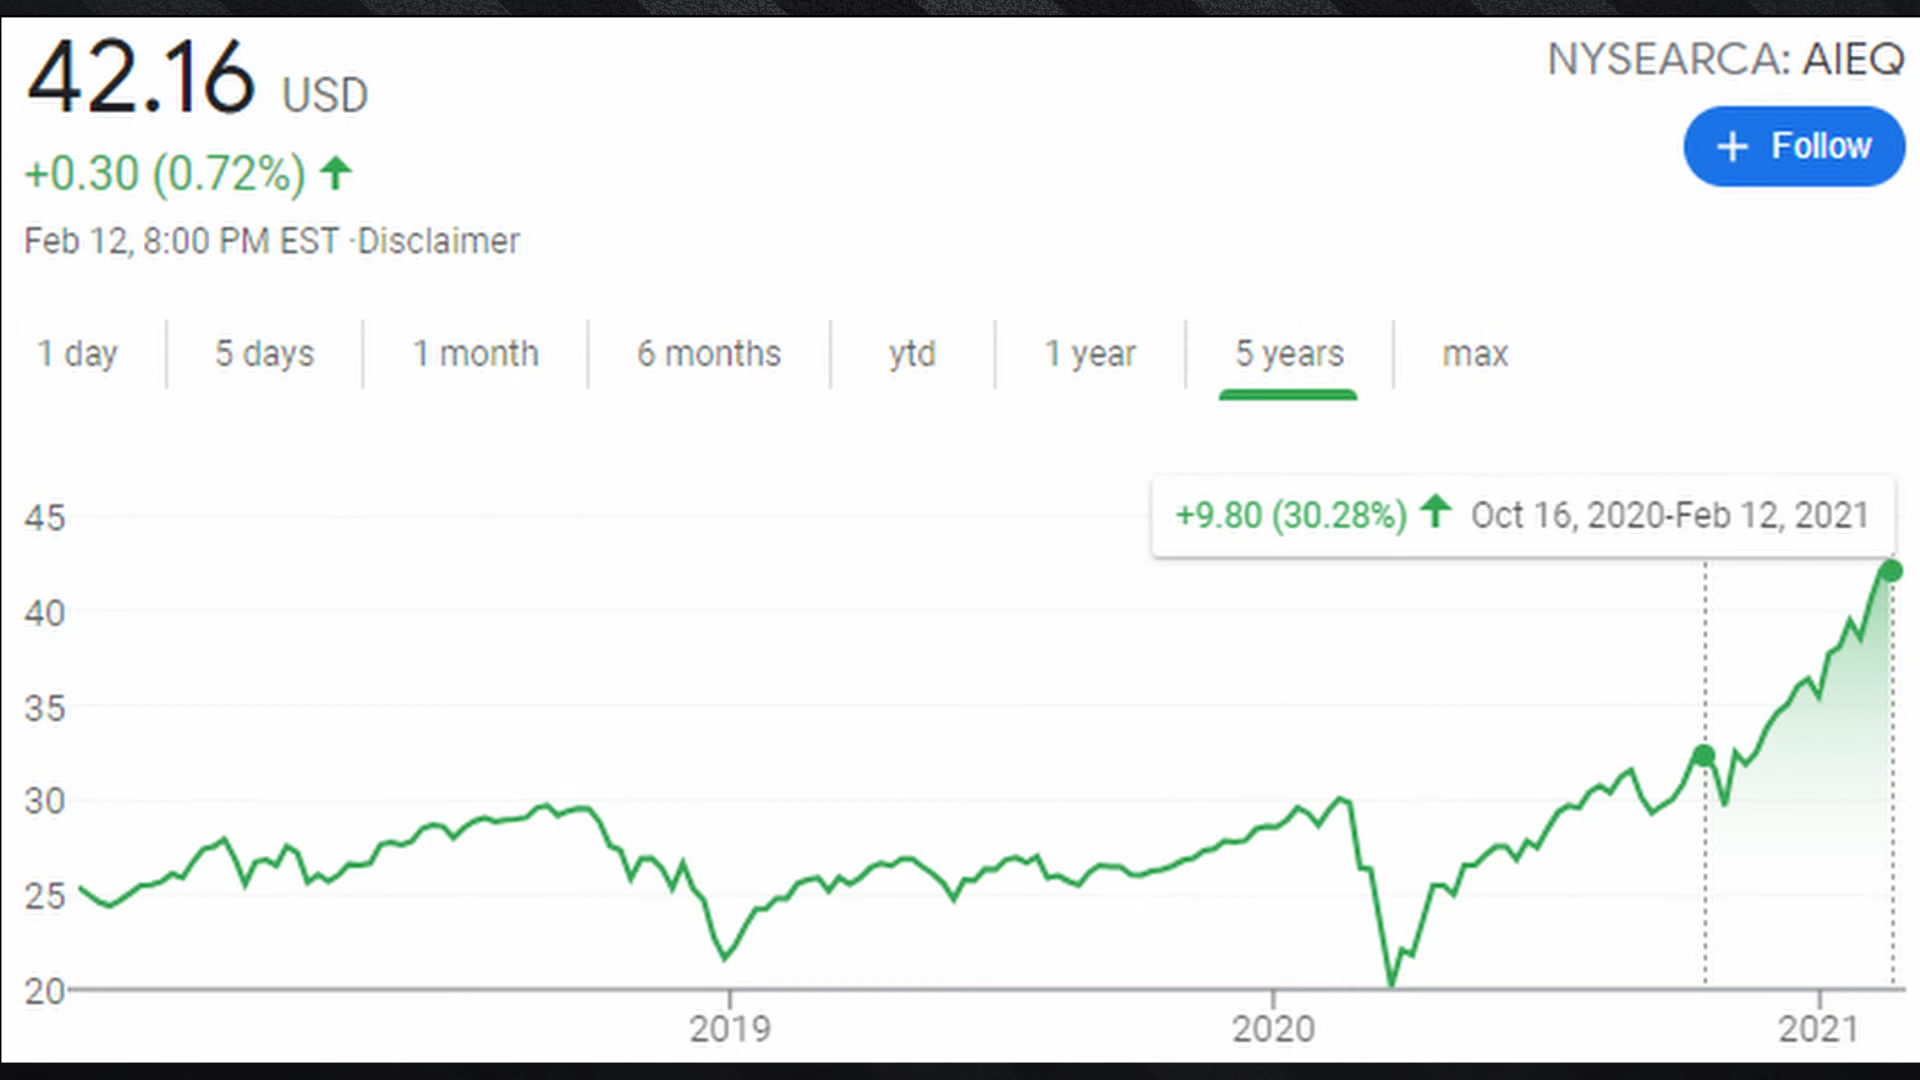 42.16 USD
NYSEARCA: AIEQ
+ Follow
+0.30 (0.72%) ↑
Feb 12, 8:00 PM EST ·Disclaimer
1 day 5 days 1 month 6 months ytd 1 year 5 years max
+9.80 (30.28%) ↑ Oct 16, 2020-Feb 12, 2021
45
40
35
30
25
20
2019 2020 2021